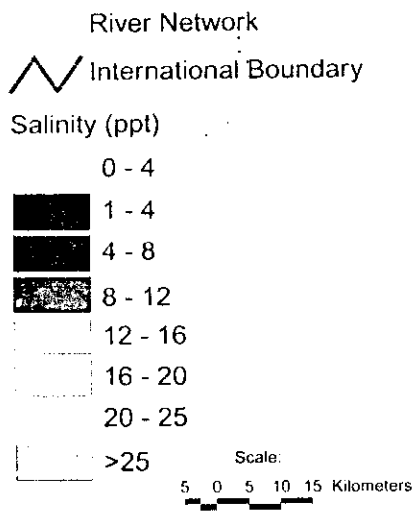 River Network
International Boundary
Salinity (ppt)
0 - 4
1 - 4
4 - 8
8 - 12
12 - 16
16 - 20
20 - 25
>25
Scale:
5 0 5 10 15 Kilometers